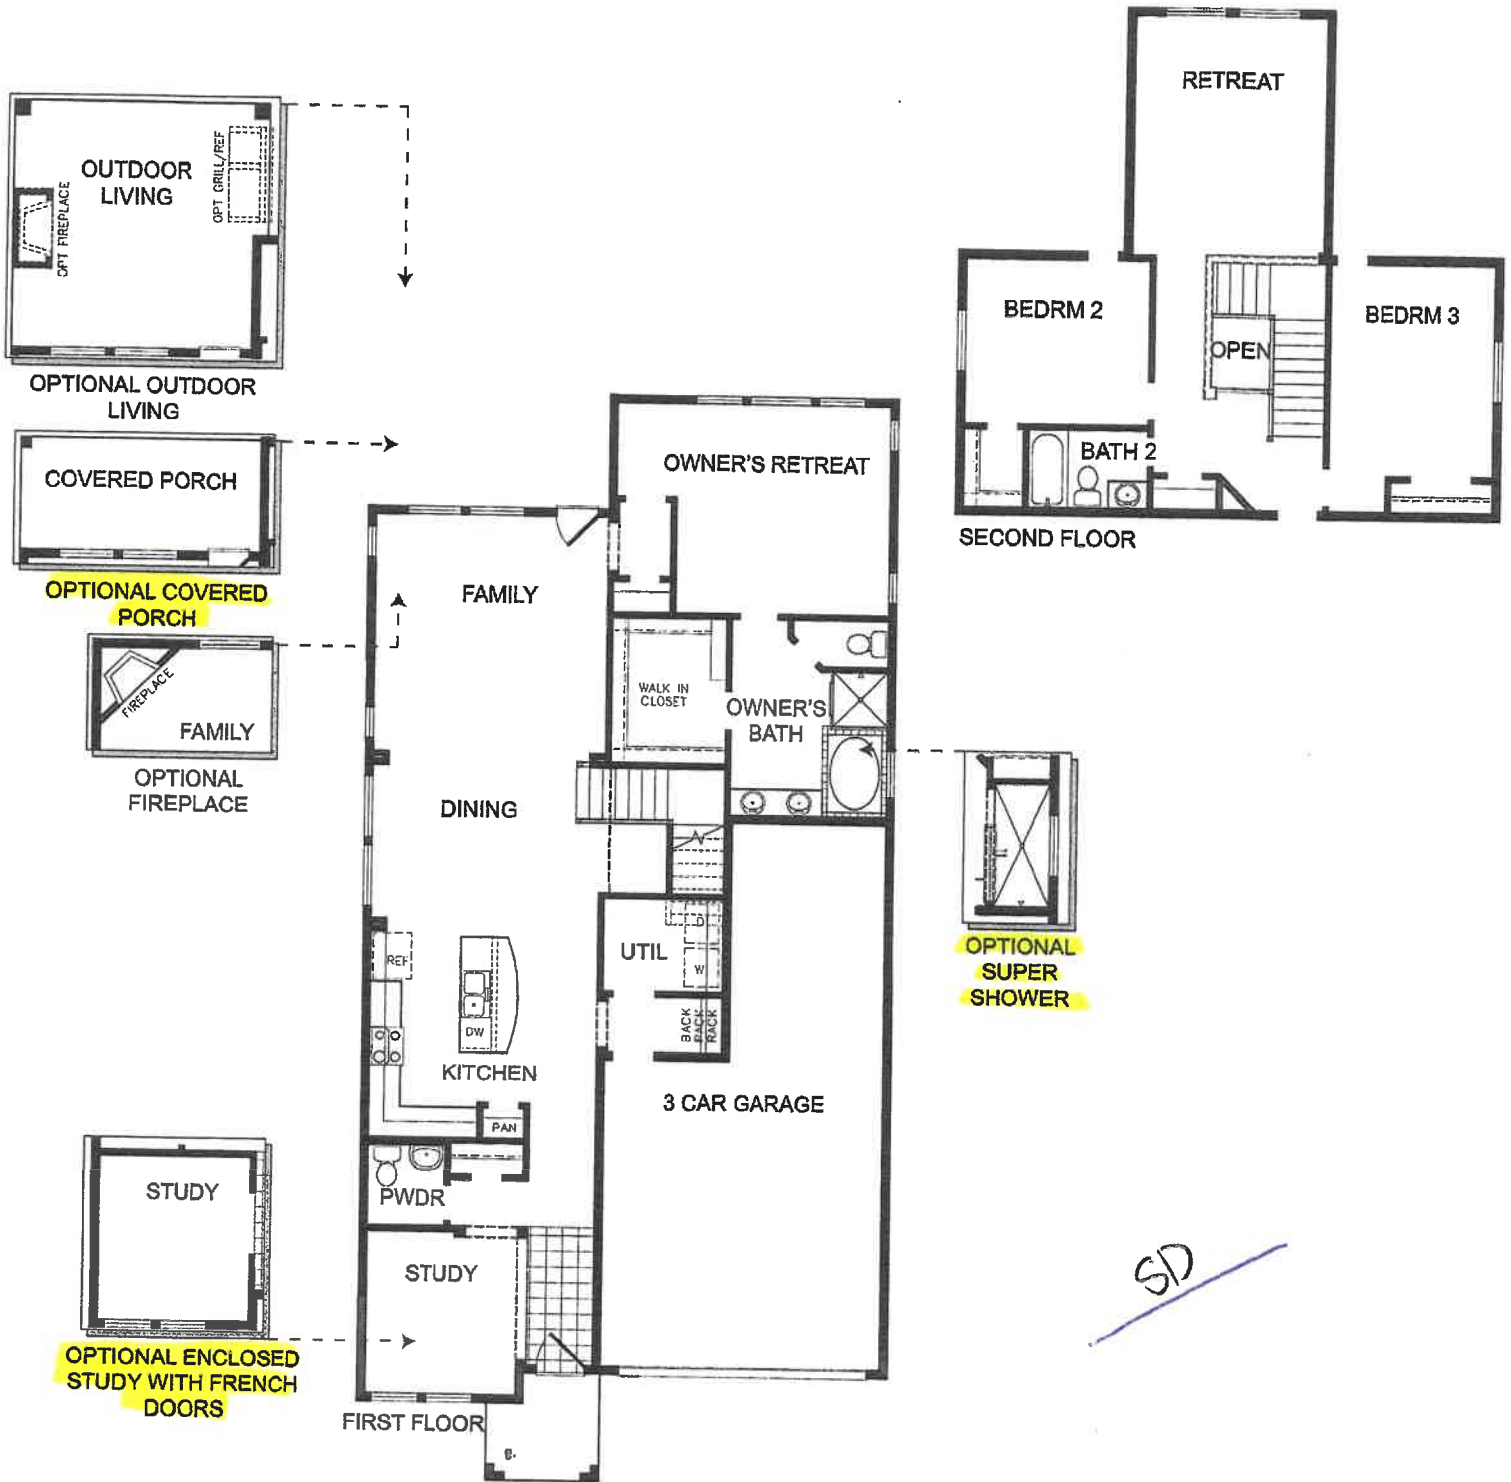 RETREAT
BEDRM 2
OPEN
BEDRM 3
BATH 2
SECOND FLOOR
OUTDOOR
LIVING
OPT GRILL/REF
OPT FIREPLACE
OPTIONAL OUTDOOR
LIVING
COVERED PORCH
OPTIONAL COVERED
PORCH
FIREPLACE
FAMILY
OPTIONAL
FIREPLACE
OWNER'S RETREAT
FAMILY
WALK IN
CLOSET
OWNER'S
BATH
DINING
UTIL
D
W
REF
DW
BACK
PACK
RACK
KITCHEN
PAN
3 CAR GARAGE
PWDR
STUDY
FIRST FLOOR
OPTIONAL
SUPER
SHOWER
STUDY
OPTIONAL ENCLOSED
STUDY WITH FRENCH
DOORS
SD